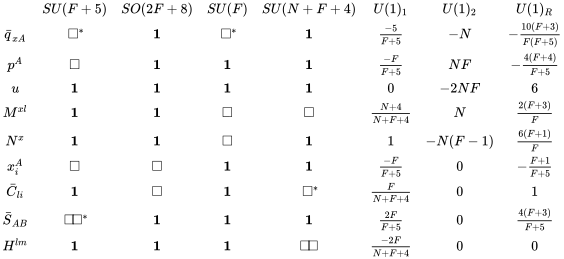 SU(F + 5) SO(2F + 8) SU(F) SU(N + F + 4) U(1)₁ U(1)₂ U(1)_R
q̄_{xA} □* 1 □* 1 −5/(F+5) −N −10(F+3)/(F(F+5))
p^A □ 1 1 1 −F/(F+5) NF −4(F+4)/(F+5)
u 1 1 1 1 0 −2NF 6
M^{xl} 1 1 □ □ (N+4)/(N+F+4) N 2(F+3)/F
N^x 1 1 □ 1 1 −N(F − 1) 6(F+1)/F
x_i^A □ □ 1 1 −F/(F+5) 0 −(F+1)/(F+5)
C̄_{li} 1 □ 1 □* F/(N+F+4) 0 1
S̄_{AB} □□* 1 1 1 2F/(F+5) 0 4(F+3)/(F+5)
H^{lm} 1 1 1 □□ −2F/(N+F+4) 0 0